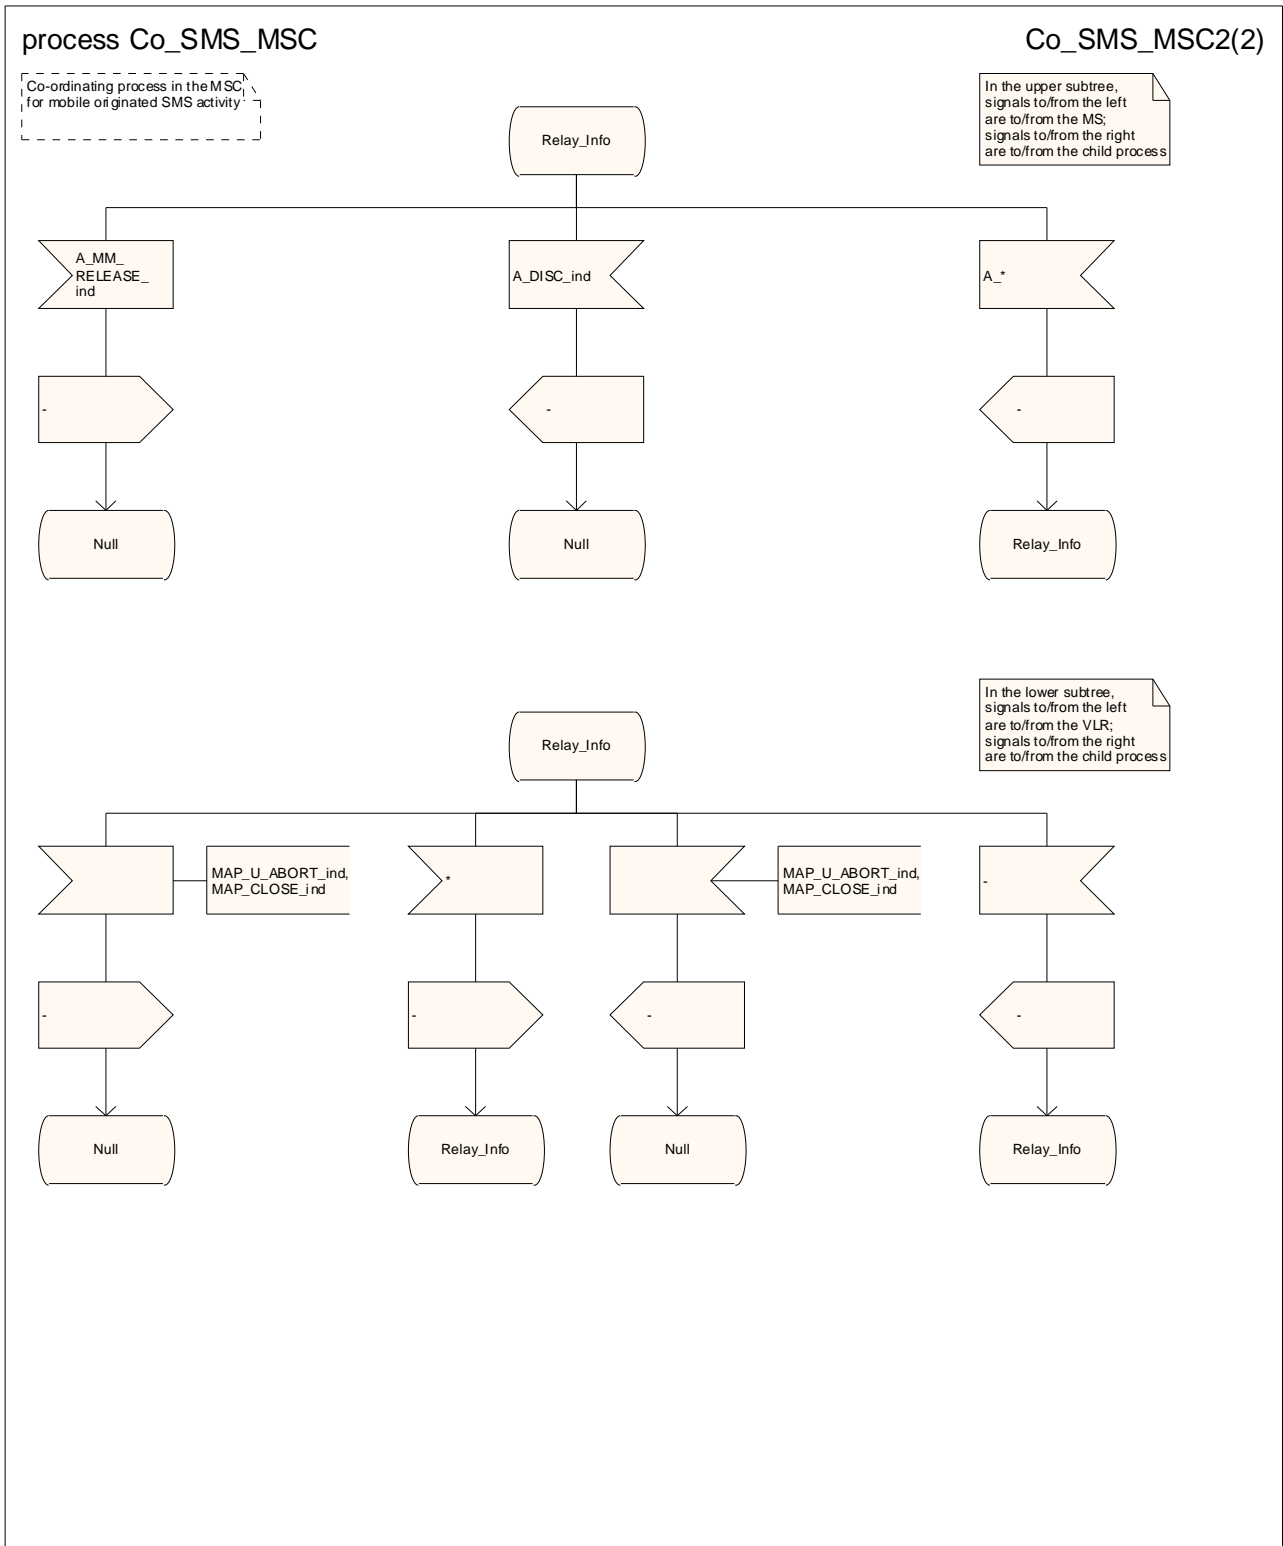 process Co_SMS_MSC
Co_SMS_MSC2(2)
Co-ordinating process in the MSC
for mobile originated SMS activity
In the upper subtree,
signals to/from the left
are to/from the MS;
signals to/from the right
are to/from the child process
Relay_Info
A_MM_
RELEASE_
ind
A_DISC_ind
A_*
-
-
-
Null
Null
Relay_Info
In the lower subtree,
signals to/from the left
are to/from the VLR;
signals to/from the right
are to/from the child process
Relay_Info
MAP_U_ABORT_ind,
MAP_CLOSE_ind
*
MAP_U_ABORT_ind,
MAP_CLOSE_ind
-
-
-
-
-
Null
Relay_Info
Null
Relay_Info